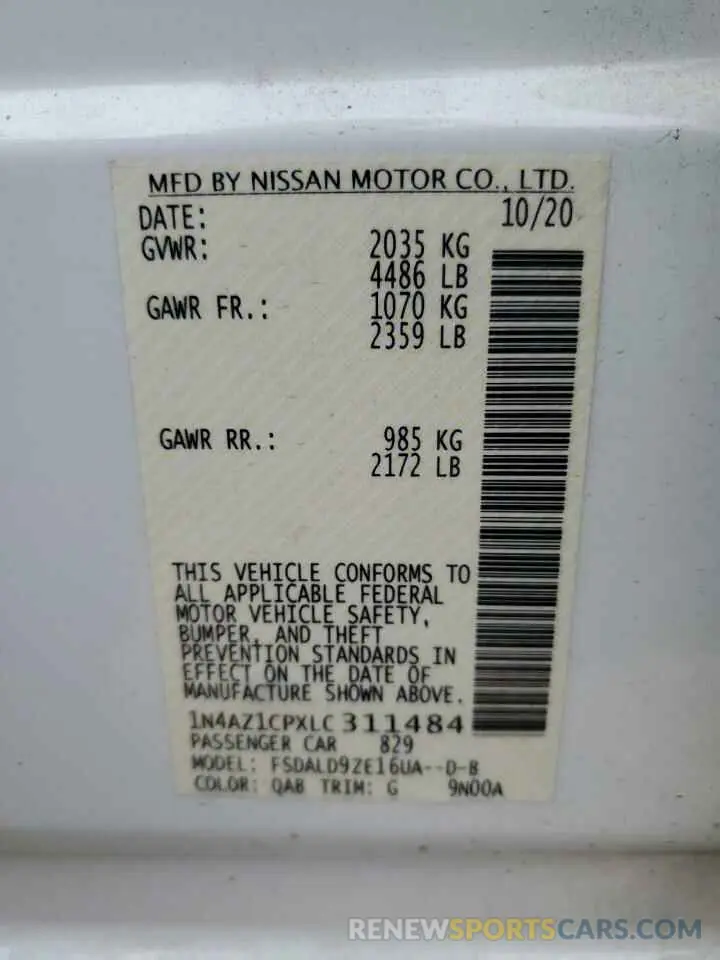 MFD BY NISSAN MOTOR CO., LTD.
DATE: 10/20
GVWR: 2035 KG
4486 LB
GAWR FR.: 1070 KG
2359 LB
GAWR RR.: 985 KG
2172 LB
THIS VEHICLE CONFORMS TO
ALL APPLICABLE FEDERAL
MOTOR VEHICLE SAFETY,
BUMPER, AND THEFT
PREVENTION STANDARDS IN
EFFECT ON THE DATE OF
MANUFACTURE SHOWN ABOVE.
1N4AZ1CPXLC311484
PASSENGER CAR 829
MODEL: FSDALD9ZE16UA--D-B
COLOR: QAB TRIM: G 9N00A
RENEWSPORTSCARS.COM